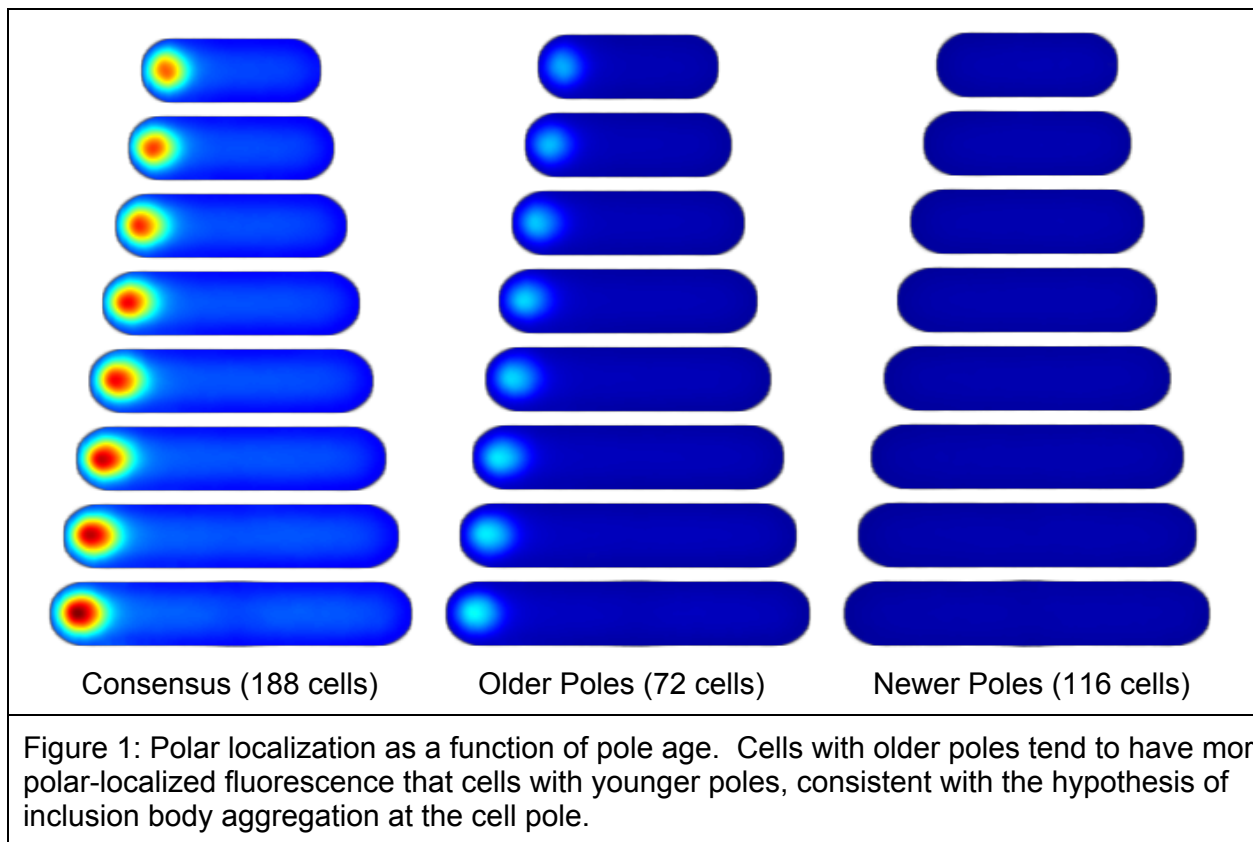 Consensus (188 cells) Older Poles (72 cells) Newer Poles (116 cells)
Figure 1: Polar localization as a function of pole age. Cells with older poles tend to have mor
polar-localized fluorescence that cells with younger poles, consistent with the hypothesis of
inclusion body aggregation at the cell pole.